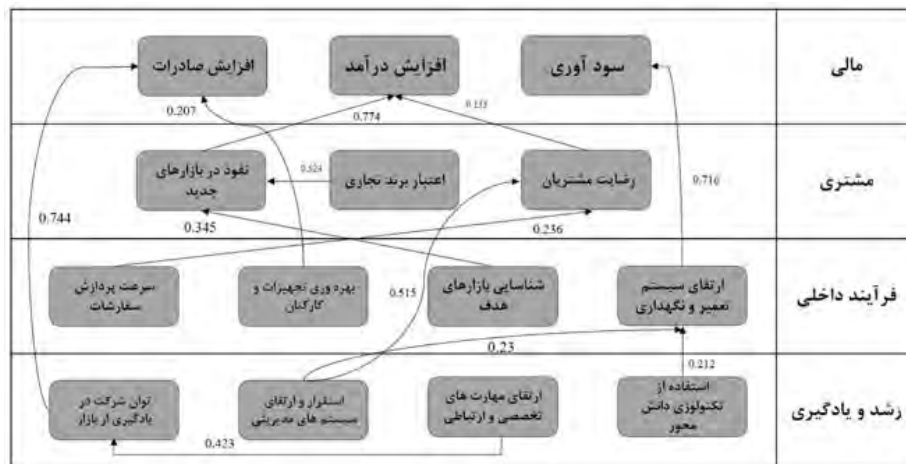 مالی
سود آوری
افزایش درآمد
افزایش صادرات
0.207
0.774
0.133
مشتری
رضایت مشتریان
اعتبار برند تجاری
نفوذ در بازارهای
جدید
0.524
0.716
0.744
0.345
0.236
فرآیند داخلی
ارتقای سیستم
تعمیر و نگهداری
شناسایی بازارهای
هدف
بهره وری تجهیزات و
کارکنان
سرعت پردازش
سفارشات
0.515
0.23
0.212
رشد و یادگیری
استفاده از
تکنولوژی دانش
محور
ارتقای مهارت های
تخصصی و ارتباطی
استقرار و ارتقای
سیستم های مدیریتی
توان شرکت در
یادگیری از بازار
0.423